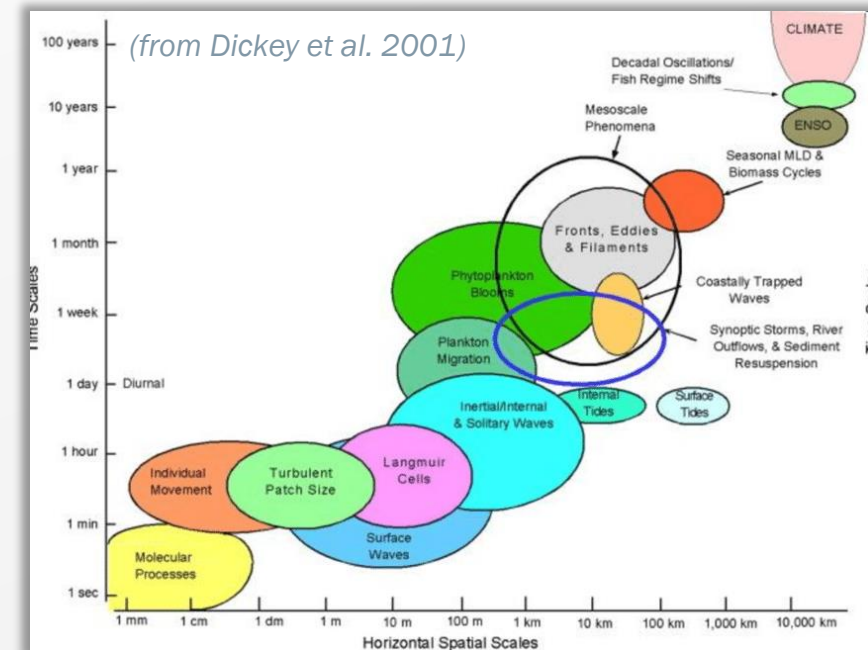 (from Dickey et al. 2001)
CLIMATE
100 years
Decadal Oscillations/
Fish Regime Shifts
10 years
Mesoscale
Phenomena
ENSO
Seasonal MLD &
Biomass Cycles
1 year
Fronts, Eddies
& Filaments
1 month
Phytoplankton
Blooms
Coastally Trapped
Waves
1 week
Synoptic Storms, River
Outflows, & Sediment
Resuspension
Plankton
Migration
Time Scales
1 day
Diurnal
Internal
Tides
Surface
Tides
Inertial/Internal
& Solitary Waves
1 hour
Individual
Movement
Turbulent
Patch Size
Langmuir
Cells
1 min
Surface
Waves
Molecular
Processes
1 sec
1 mm 1 cm 1 dm 1 m 10 m 100 m 1 km 10 km 100 km 1,000 km 10,000 km
Horizontal Spatial Scales